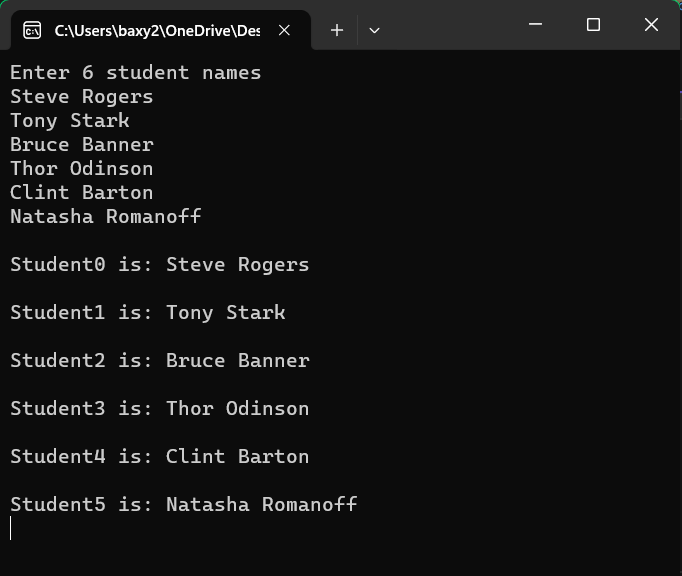 C:\Users\baxy2\OneDrive\Des
Enter 6 student names
Steve Rogers
Tony Stark
Bruce Banner
Thor Odinson
Clint Barton
Natasha Romanoff
Student0 is: Steve Rogers
Student1 is: Tony Stark
Student2 is: Bruce Banner
Student3 is: Thor Odinson
Student4 is: Clint Barton
Student5 is: Natasha Romanoff